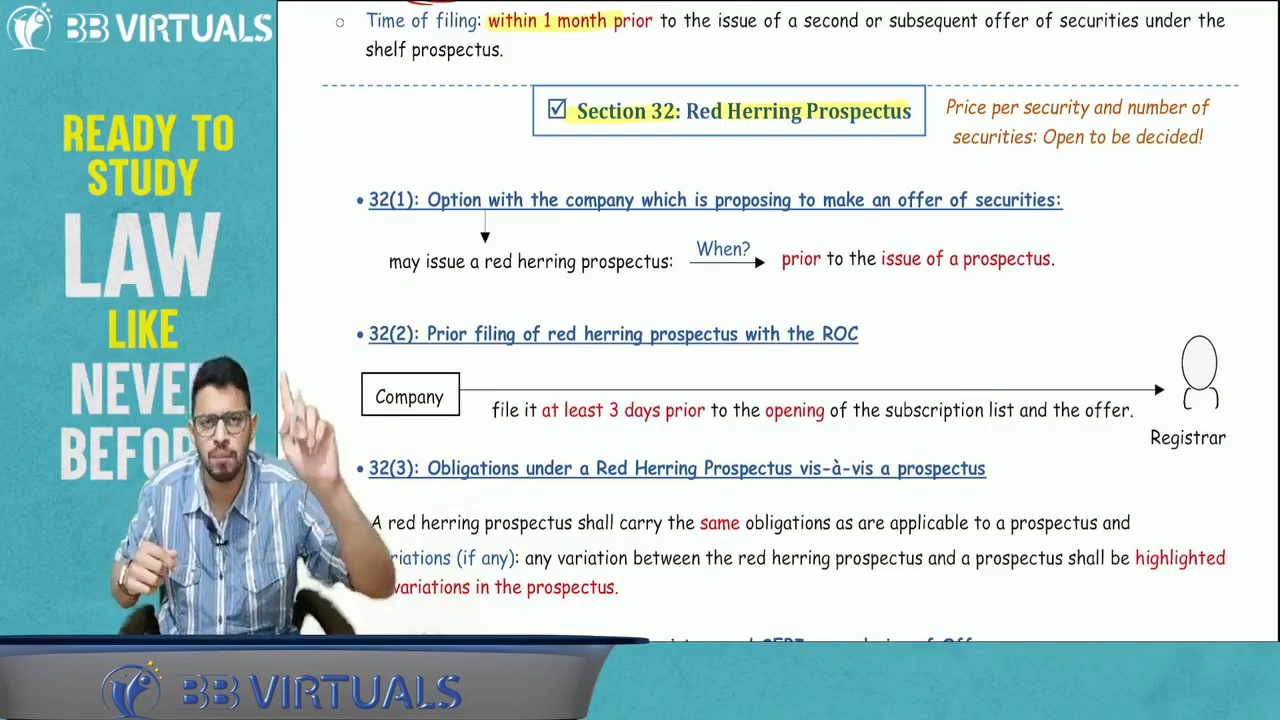 BB VIRTUALS
READY TO
STUDY
LAW
LIKE
NEVE
BEFO
○ Time of filing: within 1 month prior to the issue of a second or subsequent offer of securities under the
shelf prospectus.
☑ Section 32: Red Herring Prospectus
Price per security and number of
securities: Open to be decided!
• 32(1): Option with the company which is proposing to make an offer of securities:
may issue a red herring prospectus:
When?
prior to the issue of a prospectus.
• 32(2): Prior filing of red herring prospectus with the ROC
Company
file it at least 3 days prior to the opening of the subscription list and the offer.
Registrar
• 32(3): Obligations under a Red Herring Prospectus vis-à-vis a prospectus
A red herring prospectus shall carry the same obligations as are applicable to a prospectus and
riations (if any): any variation between the red herring prospectus and a prospectus shall be highlighted
variations in the prospectus.
BB VIRTUALS